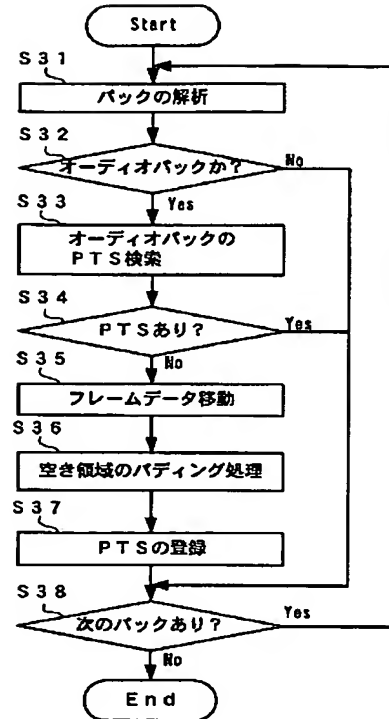 Start
S31
パックの解析
S32
オーディオパックか?
No
Yes
S33
オーディオパックの
PTS検索
S34
PTSあり?
Yes
No
S35
フレームデータ移動
S36
空き領域のパディング処理
S37
PTSの登録
S38
次のパックあり?
Yes
No
End